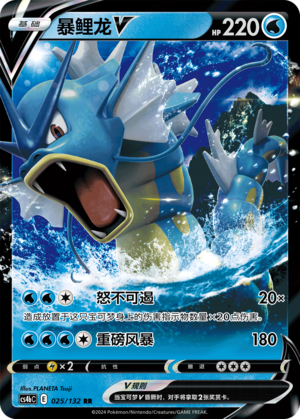 基础 暴鲤龙V HP 220
怒不可遏 20×
造成放置于这只宝可梦身上的伤害指示物数量×20点伤害。
重磅风暴 180
弱点 ×2 抵抗力 撤退
Illus. PLANETA Tsuji
V规则
当宝可梦V昏厥时，对手将拿取2张奖赏卡。
CS4bC E 025/132 RR
©2024 Pokémon/Nintendo/Creatures/GAME FREAK.